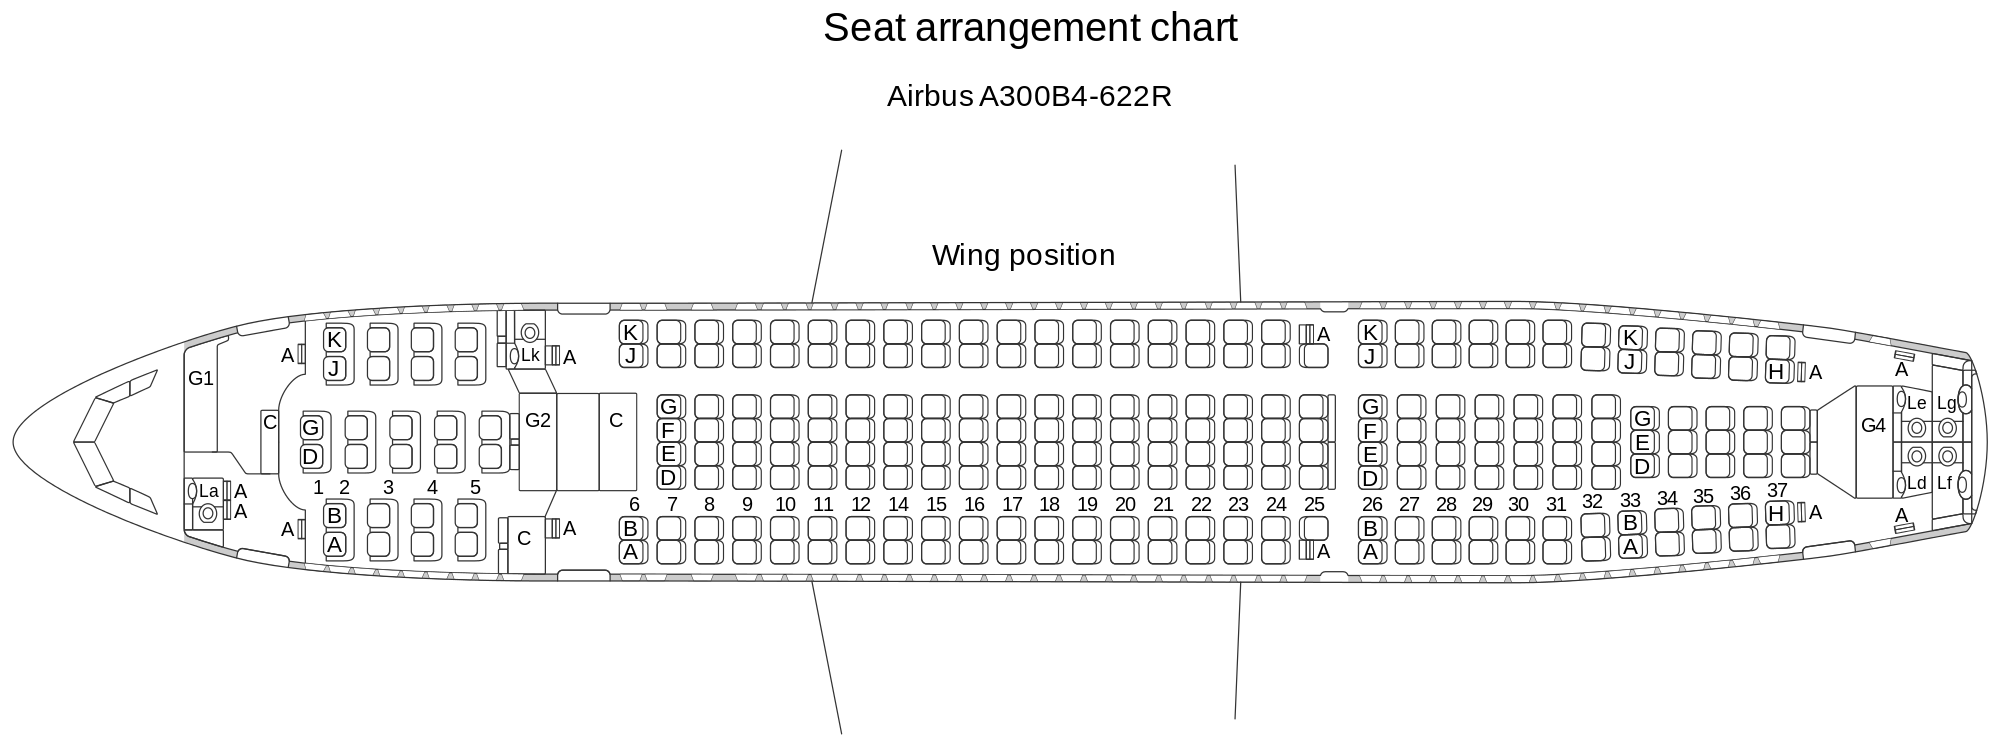 Seat arrangement chart
Airbus A300B4-622R
Wing position
K K K
A J J A J A J H A A
Lk
G1
C G G2 C G G G G4 Le Lg
F F
D E E E
D D D
La A
A
1 2 3 4 5
6 7 8 9 10 11 12 14 15 16 17 18 19 20 21 22 23 24 25 26 27 28 29 30 31 32 33 34 35 36 37
Ld Lf
A B C A B B B H A A
A A A A A